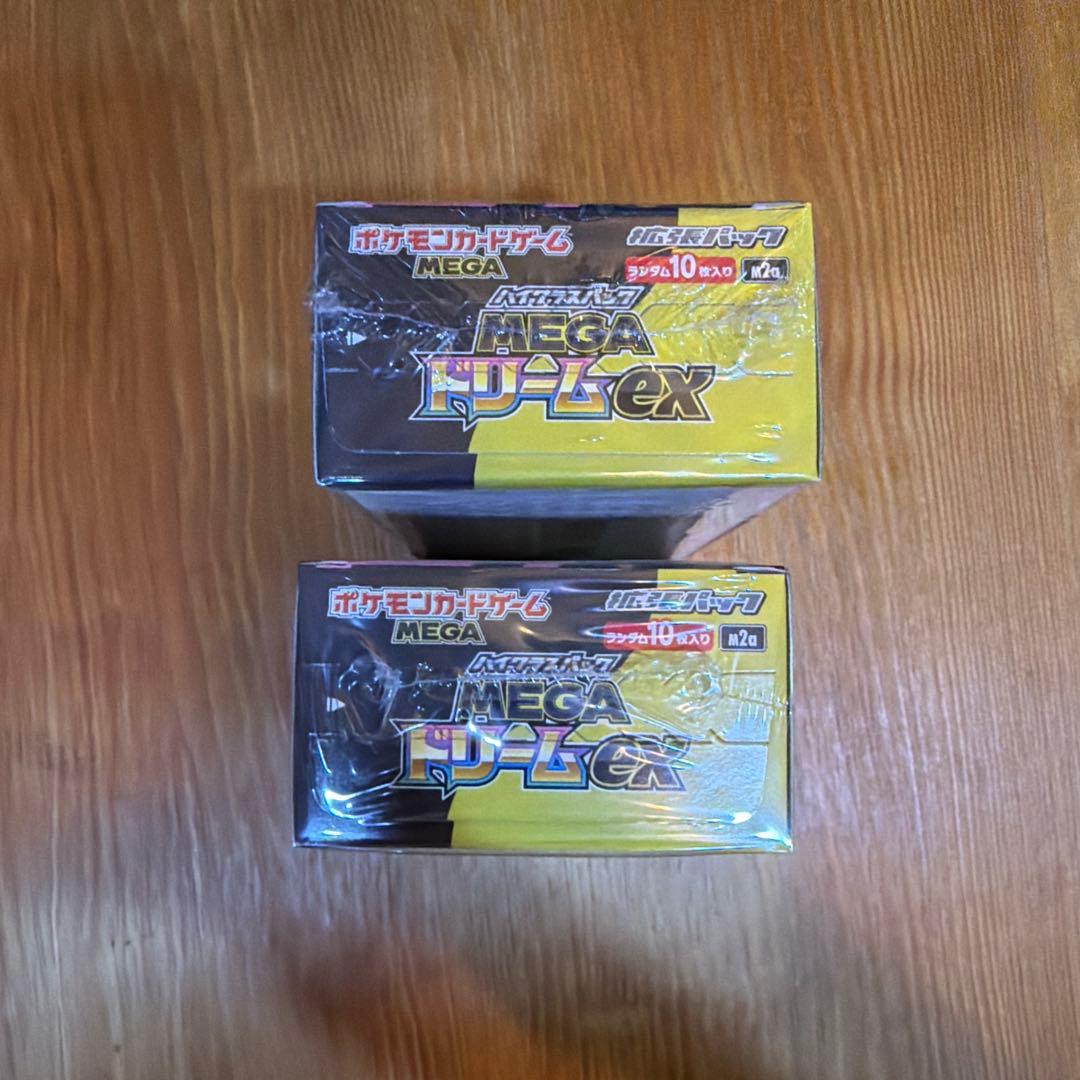 ポケモンカードゲーム
MEGA
拡張パック
ランダム10枚入り
M2a
ハイクラスパック
MEGA
ドリームex
ポケモンカードゲーム
MEGA
拡張パック
ランダム10枚入り
M2a
ハイクラスパック
MEGA
ドリームex